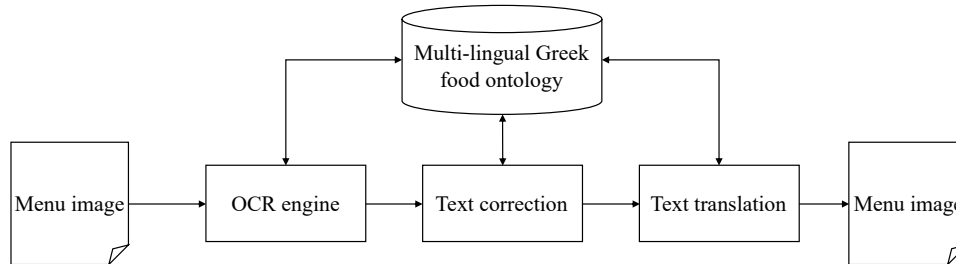 Multi-lingual Greek
food ontology
Menu image
OCR engine
Text correction
Text translation
Menu image